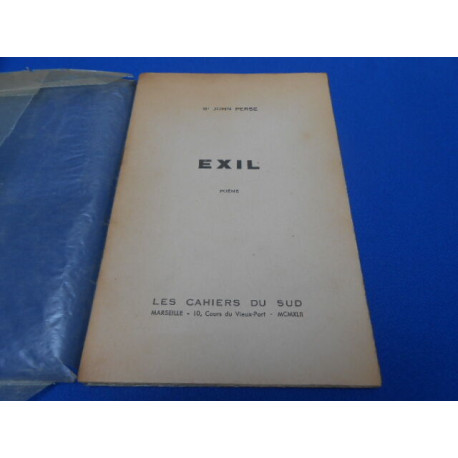 ST JOHN PERSE
EXIL
POÈME
LES CAHIERS DU SUD
MARSEILLE - 10, Cours du Vieux-Port - MCMXLII